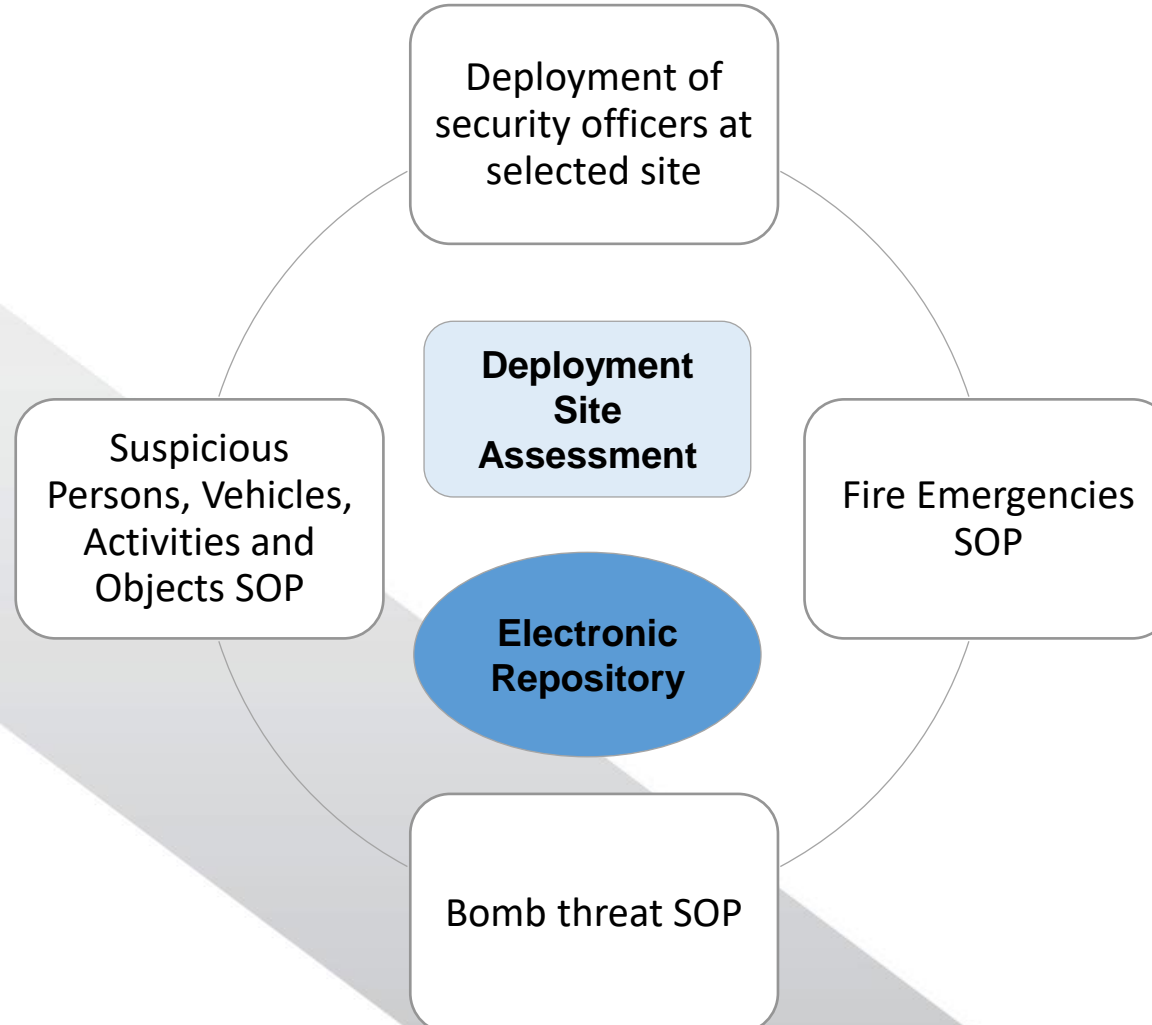 Deployment of
security officers at
selected site
Deployment
Site
Assessment
Suspicious
Persons, Vehicles,
Activities and
Objects SOP
Fire Emergencies
SOP
Electronic
Repository
Bomb threat SOP